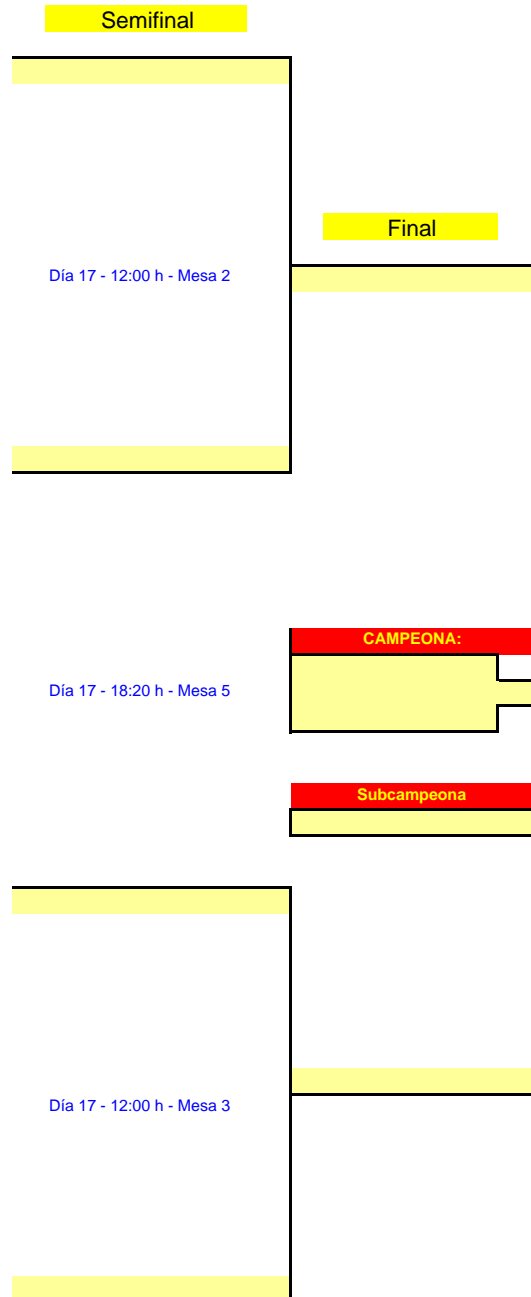 Semifinal
Final
Día 17 - 12:00 h - Mesa 2
CAMPEONA:
Día 17 - 18:20 h - Mesa 5
Subcampeona
Día 17 - 12:00 h - Mesa 3